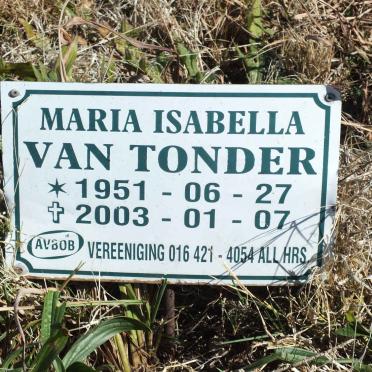 MARIA ISABELLA
VAN TONDER
✶ 1951 - 06 - 27
✝ 2003 - 01 - 07
AVBOB VEREENIGING 016 421 - 4054 ALL HRS